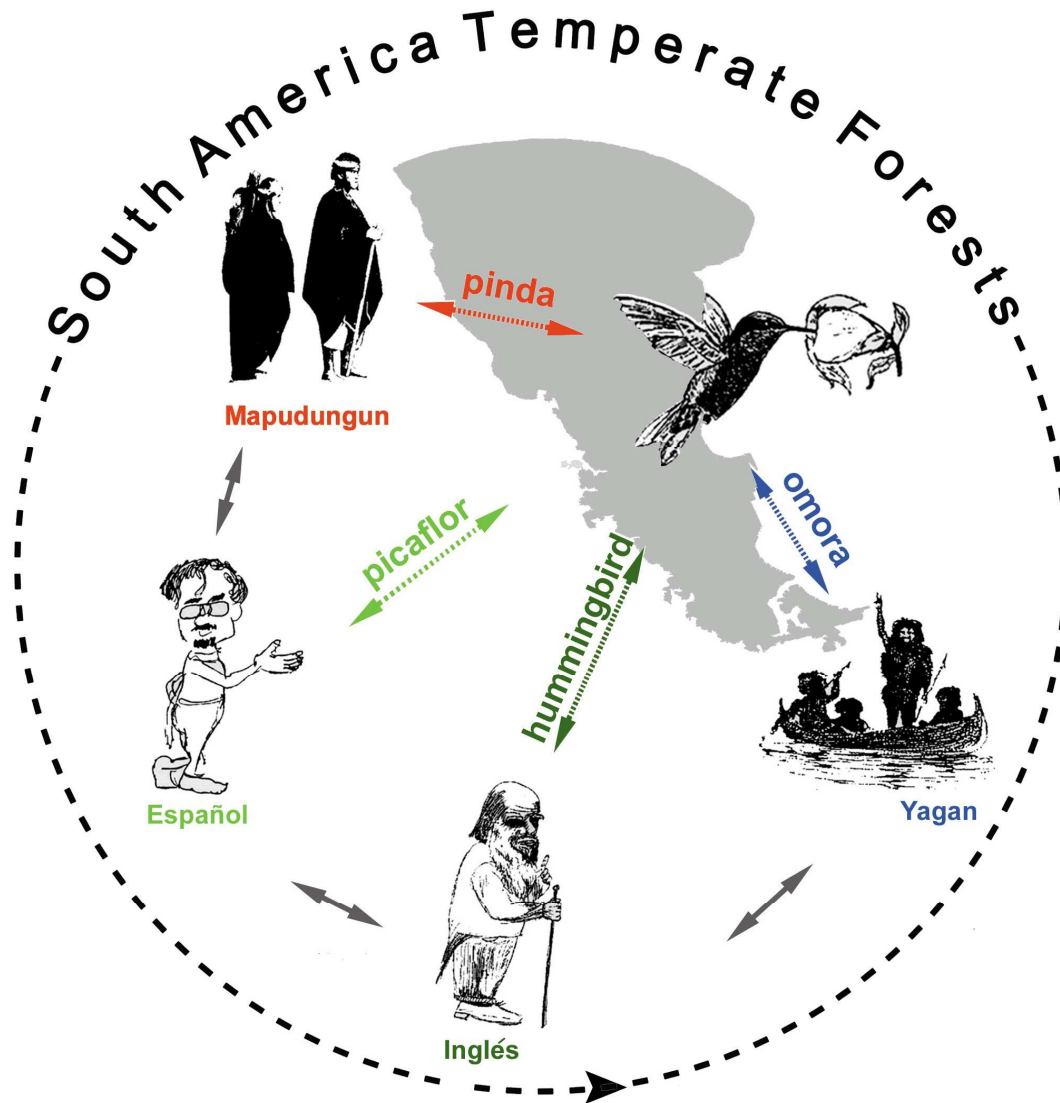 South America Temperate Forests
pinda
Mapudungun
omora
picaflor
hummingbird
Español
Yagan
Inglés